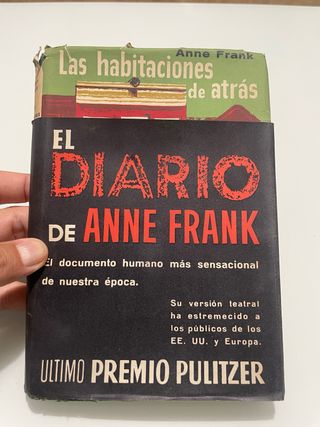 Anne Frank
Las habitaciones
de atrás
EL
DIARIO
DE ANNE FRANK
El documento humano más sensacional
de nuestra época.
Su versión teatral
ha estremecido a
los públicos de los
EE. UU. y Europa.
ULTIMO PREMIO PULITZER